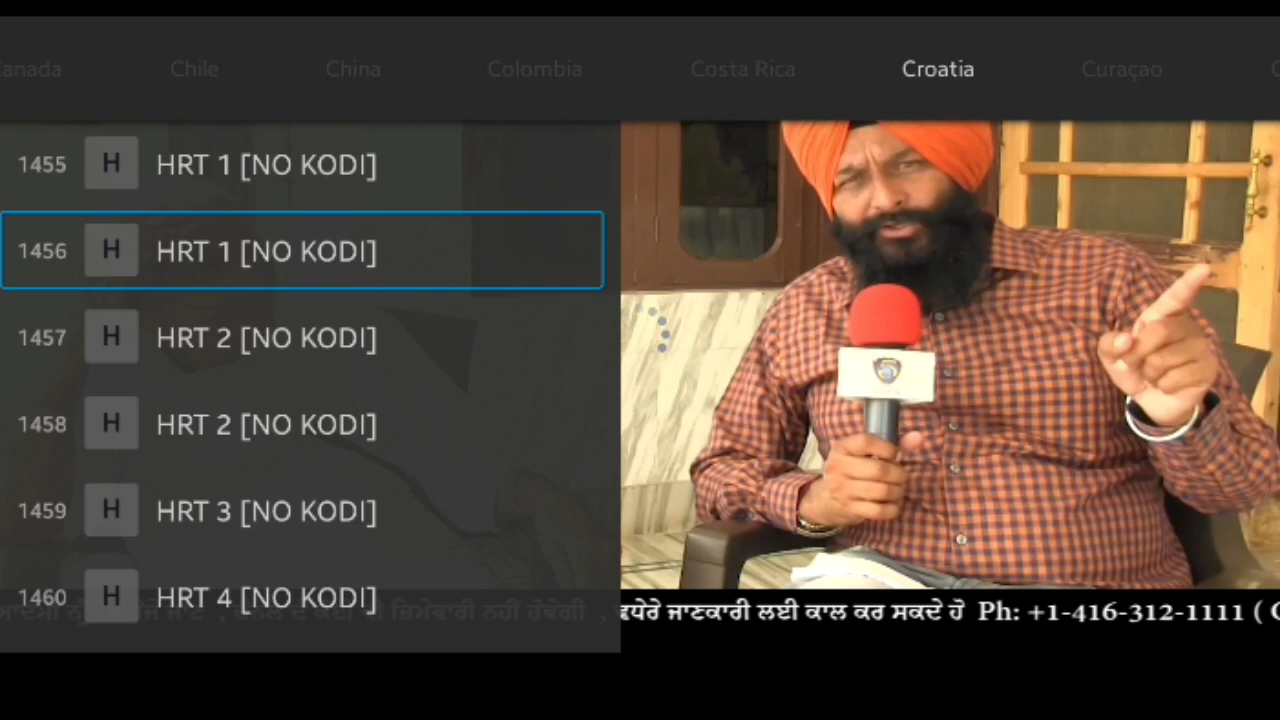 Chile China Colombia Costa Rica Croatia Curaçao
1455 H HRT 1 [NO KODI]
1456 H HRT 1 [NO KODI]
1457 H HRT 2 [NO KODI]
1458 H HRT 2 [NO KODI]
1459 H HRT 3 [NO KODI]
1460 H HRT 4 [NO KODI]
ਜ਼ਿਮੇਵਾਰੀ ਨਹੀਂ ਹੋਵੇਗੀ , ਵਧੇਰੇ ਜਾਣਕਾਰੀ ਲਈ ਕਾਲ ਕਰ ਸਕਦੇ ਹੋ Ph: +1-416-312-1111 (